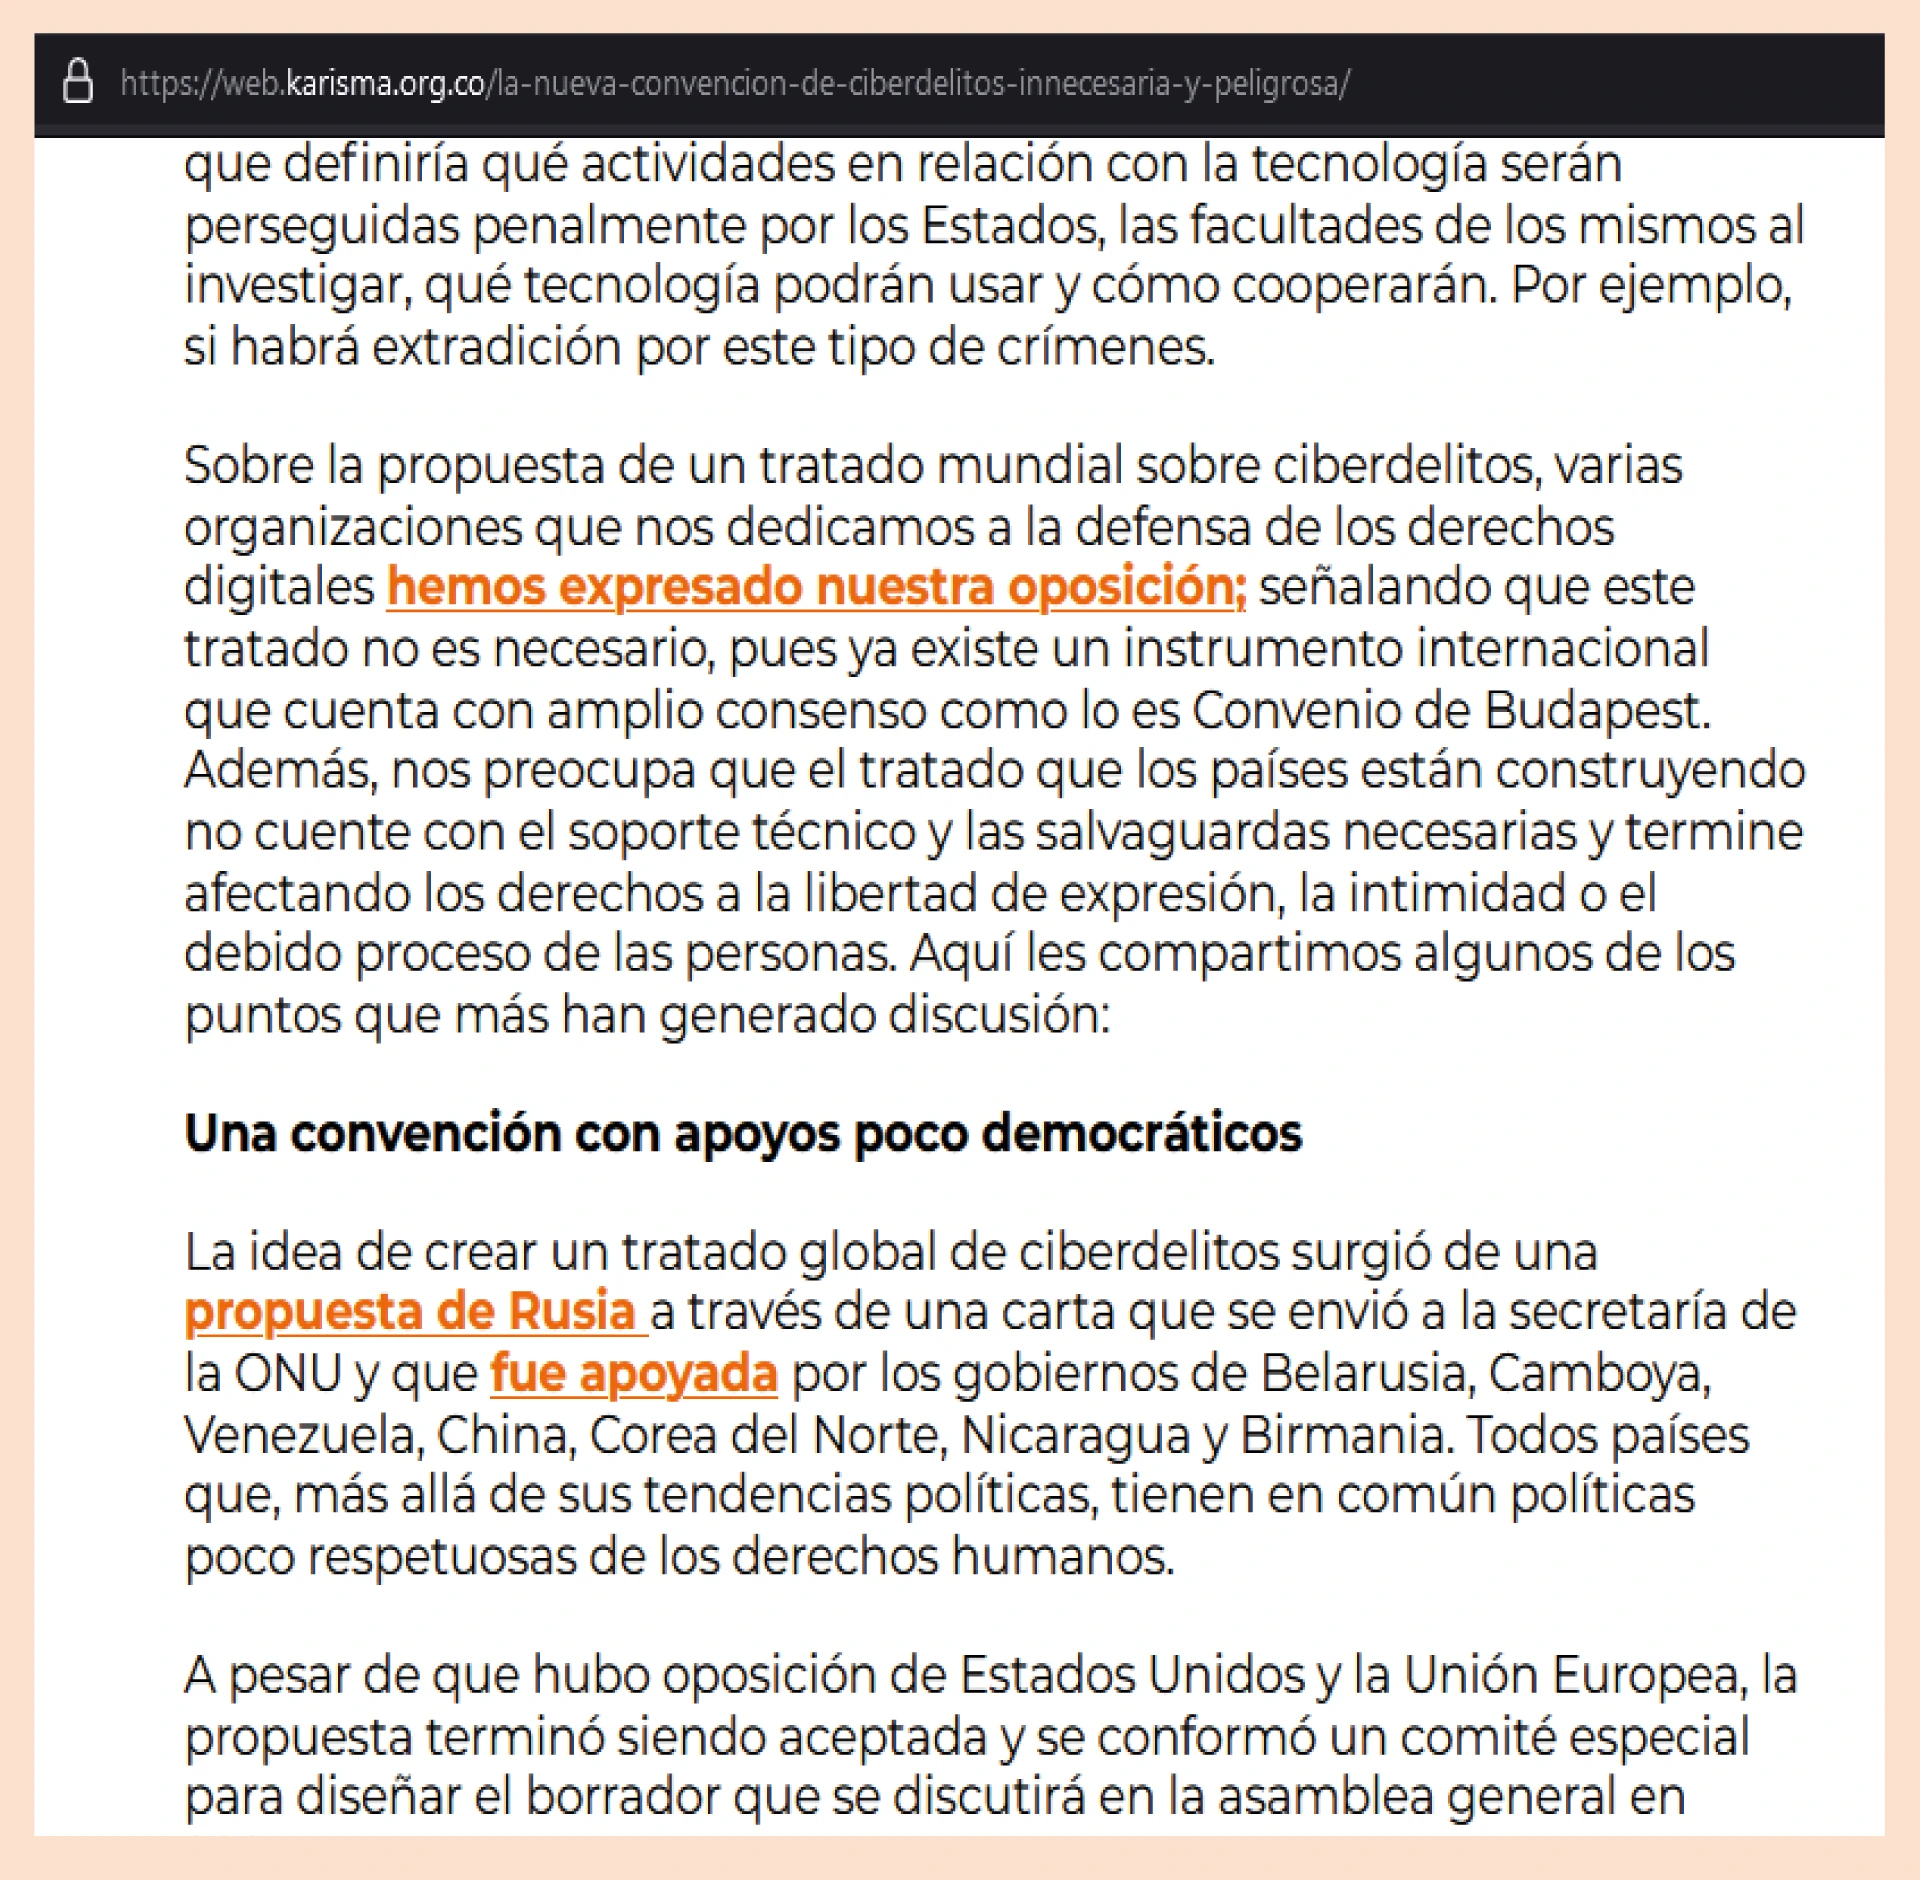 https://web.karisma.org.co/la-nueva-convencion-de-ciberdelitos-innecesaria-y-peligrosa/
que definiría qué actividades en relación con la tecnología serán
perseguidas penalmente por los Estados, las facultades de los mismos al
investigar, qué tecnología podrán usar y cómo cooperarán. Por ejemplo,
si habrá extradición por este tipo de crímenes.
Sobre la propuesta de un tratado mundial sobre ciberdelitos, varias
organizaciones que nos dedicamos a la defensa de los derechos
digitales hemos expresado nuestra oposición; señalando que este
tratado no es necesario, pues ya existe un instrumento internacional
que cuenta con amplio consenso como lo es Convenio de Budapest.
Además, nos preocupa que el tratado que los países están construyendo
no cuente con el soporte técnico y las salvaguardas necesarias y termine
afectando los derechos a la libertad de expresión, la intimidad o el
debido proceso de las personas. Aquí les compartimos algunos de los
puntos que más han generado discusión:
Una convención con apoyos poco democráticos
La idea de crear un tratado global de ciberdelitos surgió de una
propuesta de Rusia a través de una carta que se envió a la secretaría de
la ONU y que fue apoyada por los gobiernos de Belarusia, Camboya,
Venezuela, China, Corea del Norte, Nicaragua y Birmania. Todos países
que, más allá de sus tendencias políticas, tienen en común políticas
poco respetuosas de los derechos humanos.
A pesar de que hubo oposición de Estados Unidos y la Unión Europea, la
propuesta terminó siendo aceptada y se conformó un comité especial
para diseñar el borrador que se discutirá en la asamblea general en